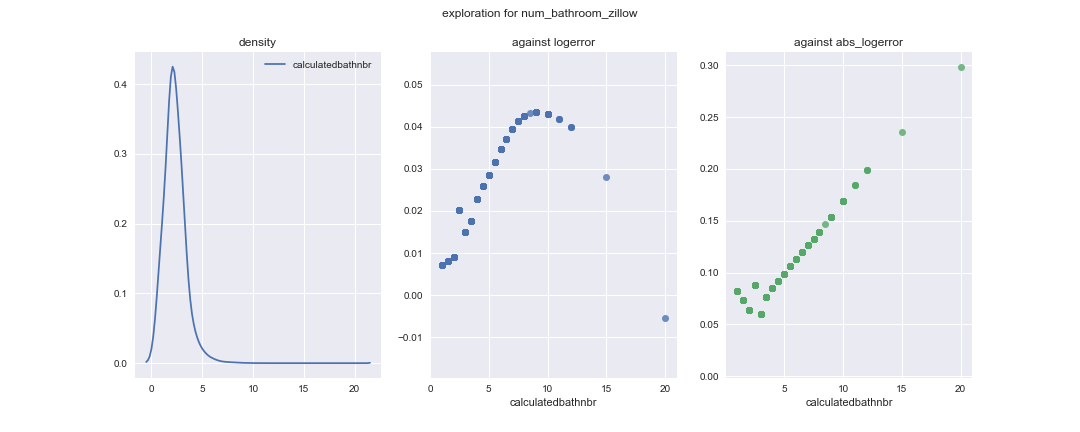 exploration for num_bathroom_zillow
density
calculatedbathnbr
0.4
0.3
0.2
0.1
0.0
0 5 10 15 20
against logerror
0.05
0.04
0.03
0.02
0.01
0.00
−0.01
0 5 10 15 20
calculatedbathnbr
against abs_logerror
0.30
0.25
0.20
0.15
0.10
0.05
0.00
5 10 15 20
calculatedbathnbr